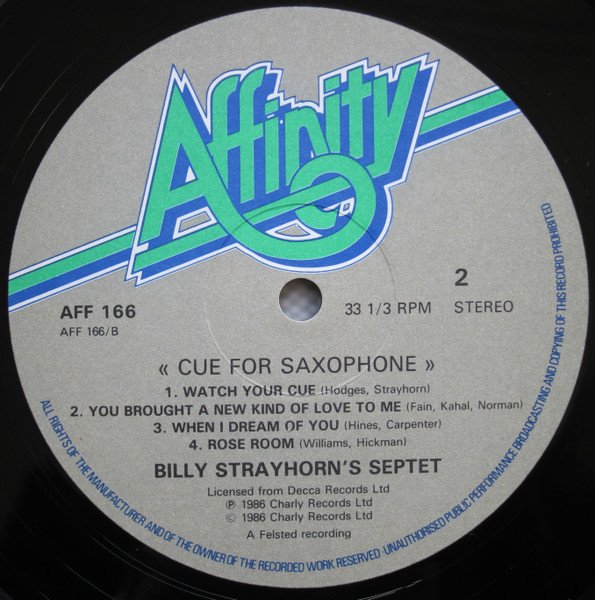 Affinity
AFF 166
AFF 166/B
33 1/3 RPM
2
STEREO
« CUE FOR SAXOPHONE »
1. WATCH YOUR CUE (Hodges, Strayhorn)
2. YOU BROUGHT A NEW KIND OF LOVE TO ME (Fain, Kahal, Norman)
3. WHEN I DREAM OF YOU (Hines, Carpenter)
4. ROSE ROOM (Williams, Hickman)
BILLY STRAYHORN'S SEPTET
Licensed from Decca Records Ltd
℗ 1986 Charly Records Ltd
© 1986 Charly Records Ltd
A Felsted recording
ALL RIGHTS OF THE MANUFACTURER AND OF THE OWNER OF THE RECORDED WORK RESERVED · UNAUTHORISED PUBLIC PERFORMANCE BROADCASTING AND COPYING OF THIS RECORD PROHIBITED